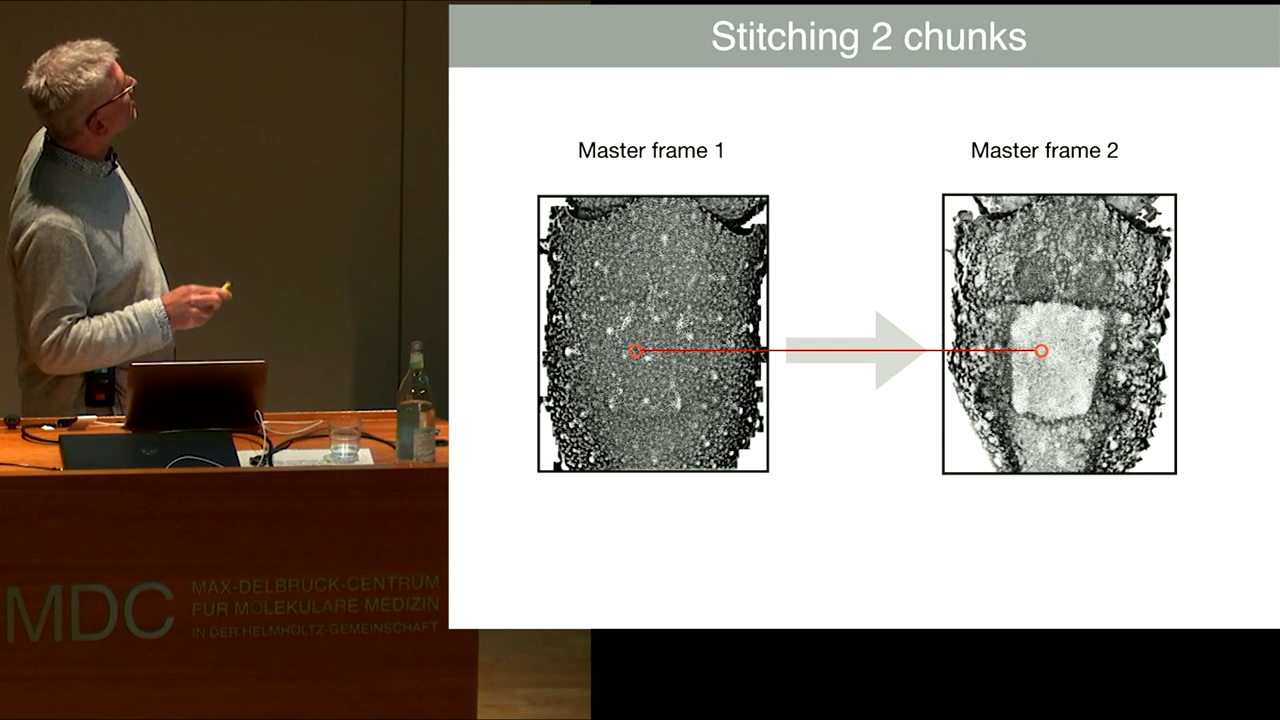 Stitching 2 chunks
Master frame 1
Master frame 2
MDC
MAX-DELBRÜCK-CENTRUM
FÜR MOLEKULARE MEDIZIN
IN DER HELMHOLTZ-GEMEINSCHAFT